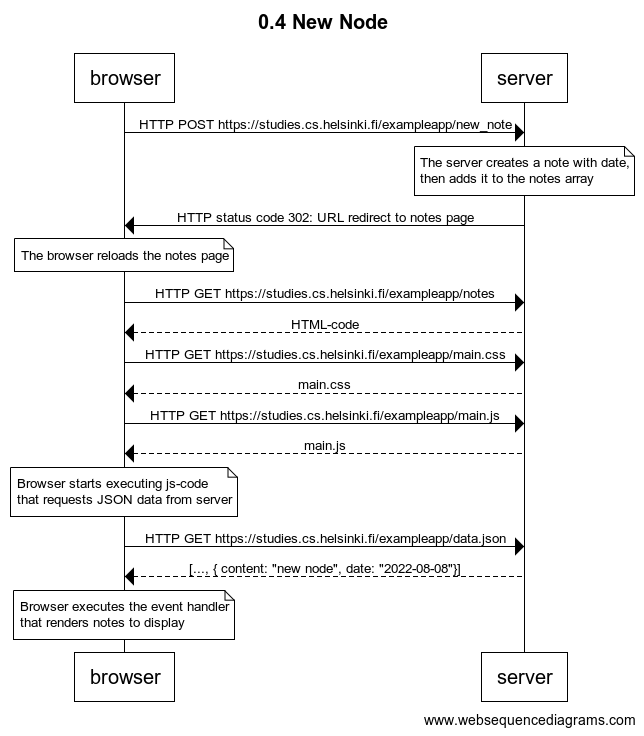 0.4 New Node
browser
server
HTTP POST https://studies.cs.helsinki.fi/exampleapp/new_note
The server creates a note with date,
then adds it to the notes array
HTTP status code 302: URL redirect to notes page
The browser reloads the notes page
HTTP GET https://studies.cs.helsinki.fi/exampleapp/notes
HTML-code
HTTP GET https://studies.cs.helsinki.fi/exampleapp/main.css
main.css
HTTP GET https://studies.cs.helsinki.fi/exampleapp/main.js
main.js
Browser starts executing js-code
that requests JSON data from server
HTTP GET https://studies.cs.helsinki.fi/exampleapp/data.json
[..., { content: "new node", date: "2022-08-08"}]
Browser executes the event handler
that renders notes to display
browser
server
www.websequencediagrams.com